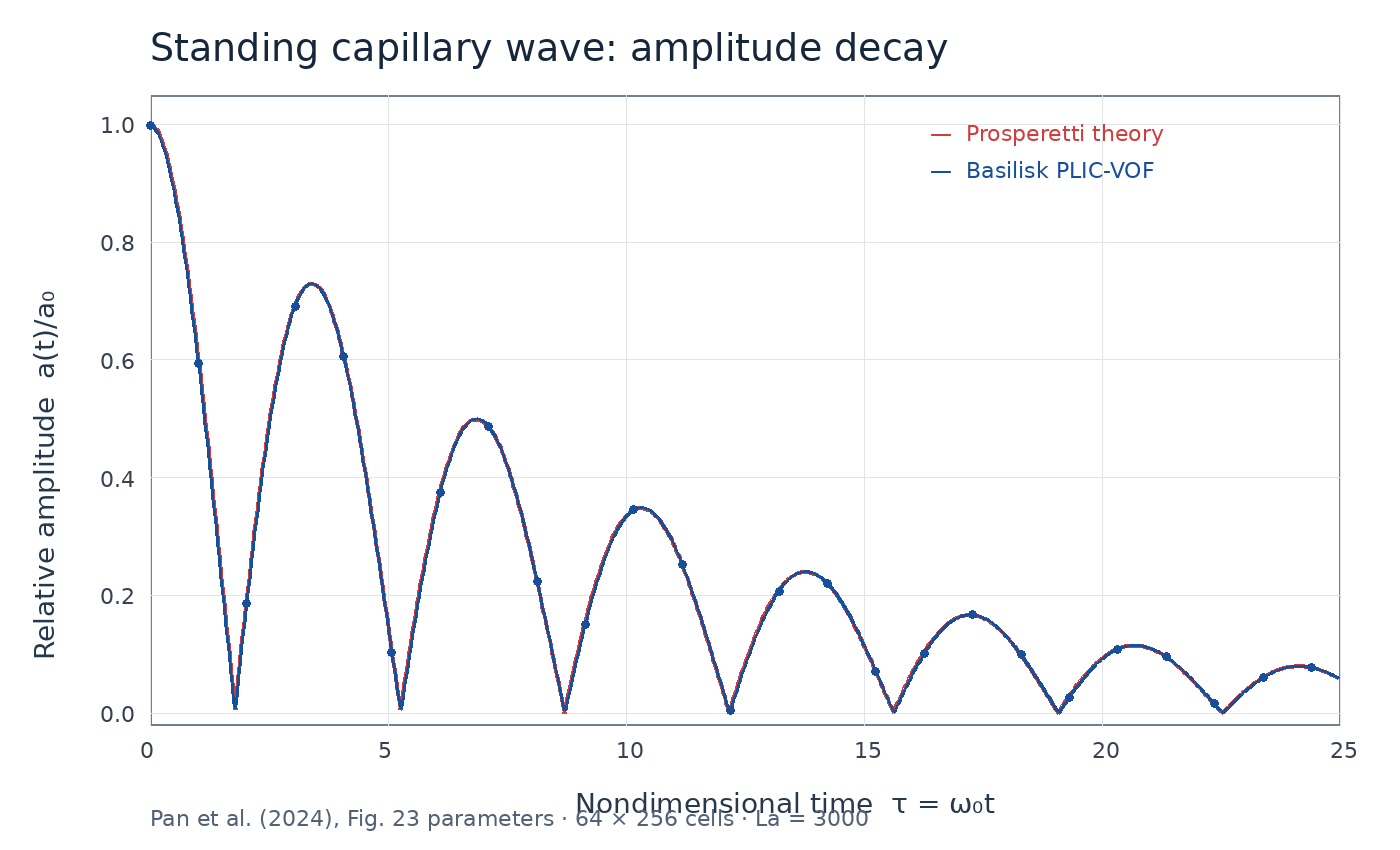 Standing capillary wave: amplitude decay
1.0
0.8
0.6
0.4
0.2
0.0
Relative amplitude a(t)/a₀
Prosperetti theory
Basilisk PLIC-VOF
0 5 10 15 20 25
Nondimensional time τ = ω₀t
Pan et al. (2024), Fig. 23 parameters · 64 × 256 cells · La = 3000